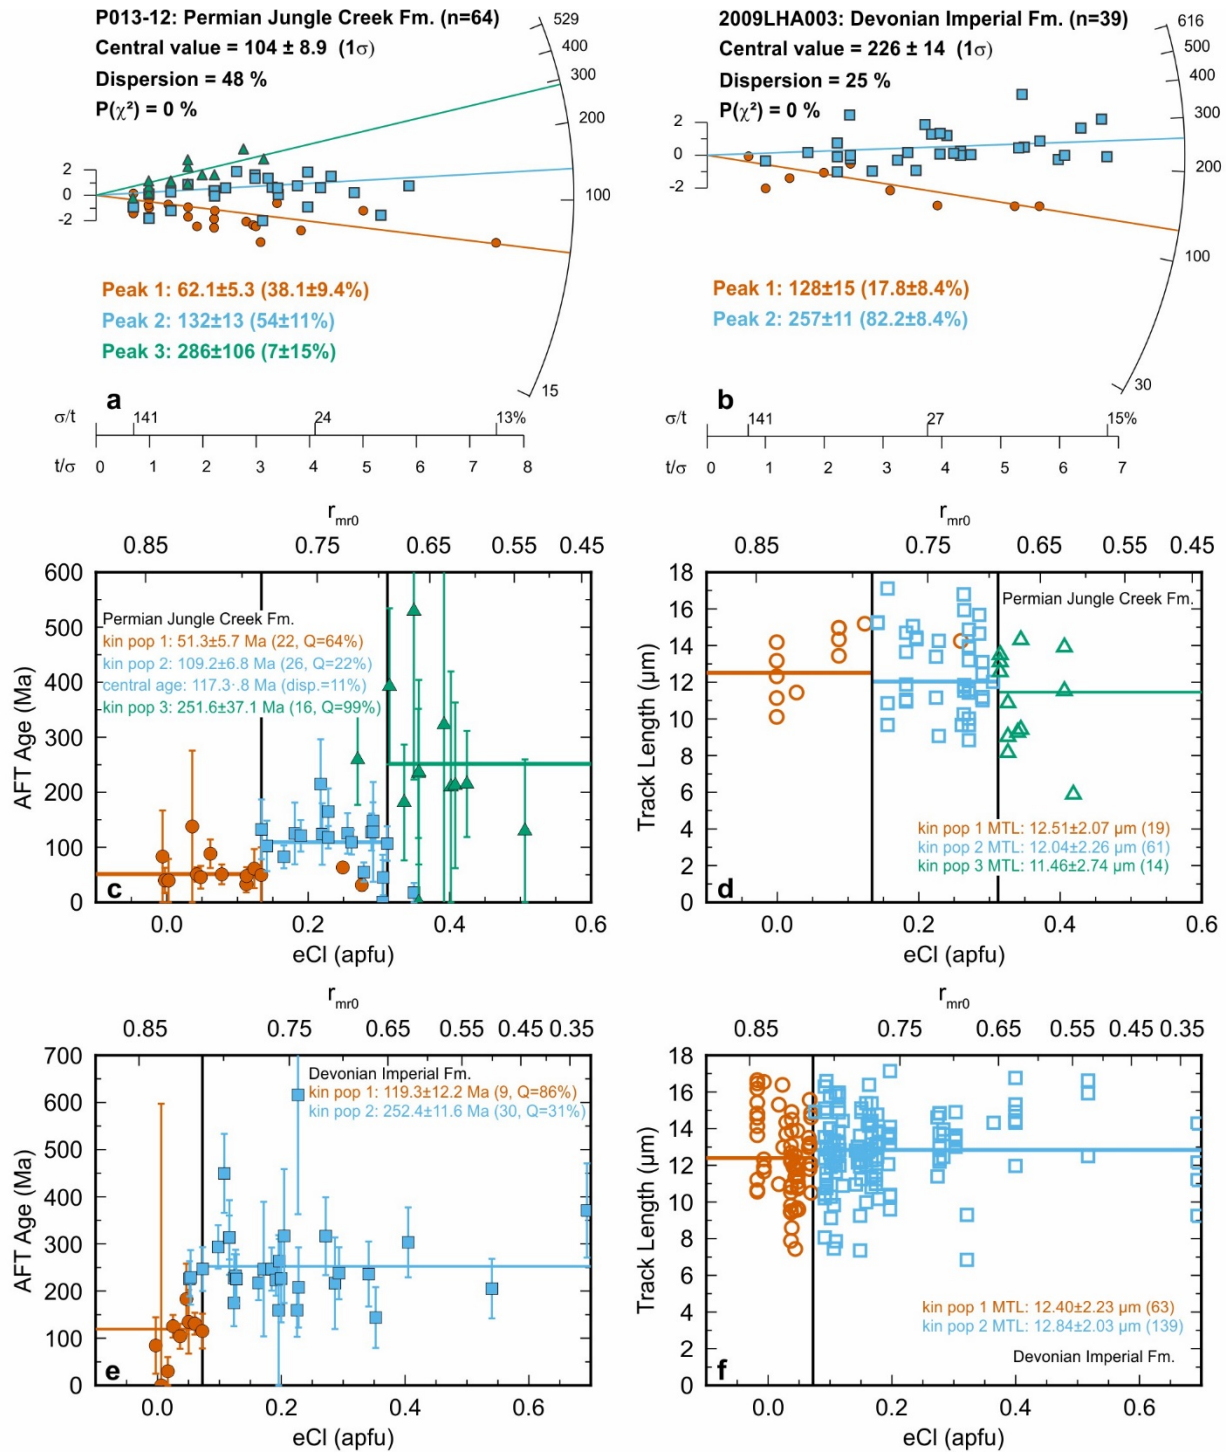 P013-12: Permian Jungle Creek Fm. (n=64)
Central value = 104 ± 8.9 (1σ)
Dispersion = 48 %
P(χ²) = 0 %
529
400
300
200
100
15
2
0
-2
Peak 1: 62.1±5.3 (38.1±9.4%)
Peak 2: 132±13 (54±11%)
Peak 3: 286±106 (7±15%)
a
σ/t
141
24
13%
t/σ
0 1 2 3 4 5 6 7 8
2009LHA003: Devonian Imperial Fm. (n=39)
Central value = 226 ± 14 (1σ)
Dispersion = 25 %
P(χ²) = 0 %
616
500
400
300
200
100
30
2
0
-2
Peak 1: 128±15 (17.8±8.4%)
Peak 2: 257±11 (82.2±8.4%)
b
σ/t
141
27
15%
t/σ
0 1 2 3 4 5 6 7
rmr0
0.85 0.75 0.65 0.55 0.45
AFT Age (Ma)
600
500
400
300
200
100
0
Permian Jungle Creek Fm.
kin pop 1: 51.3±5.7 Ma (22, Q=64%)
kin pop 2: 109.2±6.8 Ma (26, Q=22%)
central age: 117.3·.8 Ma (disp.=11%)
kin pop 3: 251.6±37.1 Ma (16, Q=99%)
c
0.0 0.2 0.4 0.6
eCl (apfu)
rmr0
0.85 0.75 0.65 0.55 0.45
Track Length (µm)
18
16
14
12
10
8
6
4
2
0
Permian Jungle Creek Fm.
kin pop 1 MTL: 12.51±2.07 µm (19)
kin pop 2 MTL: 12.04±2.26 µm (61)
kin pop 3 MTL: 11.46±2.74 µm (14)
d
0.0 0.2 0.4 0.6
eCl (apfu)
rmr0
0.85 0.75 0.65 0.55 0.45 0.35
AFT Age (Ma)
700
600
500
400
300
200
100
0
Devonian Imperial Fm.
kin pop 1: 119.3±12.2 Ma (9, Q=86%)
kin pop 2: 252.4±11.6 Ma (30, Q=31%)
e
0.0 0.2 0.4 0.6
eCl (apfu)
rmr0
0.85 0.75 0.65 0.55 0.45 0.35
Track Length (µm)
18
16
14
12
10
8
6
4
2
0
kin pop 1 MTL: 12.40±2.23 µm (63)
kin pop 2 MTL: 12.84±2.03 µm (139)
Devonian Imperial Fm.
f
0.0 0.2 0.4 0.6
eCl (apfu)